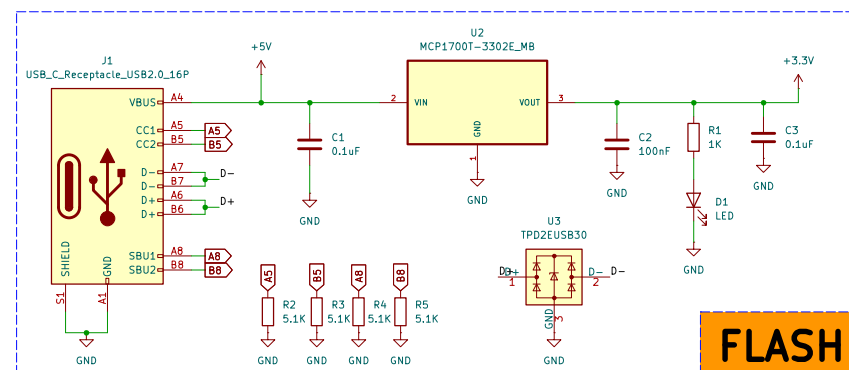 J1
USB_C_Receptacle_USB2.0_16P
VBUS A4
CC1 A5
CC2 B5
D- A7
D- B7
D+ A6
D+ B6
SBU1 A8
SBU2 B8
SHIELD
GND
S1
A1
GND
A5
B5
D-
D+
A8
B8
+5V
C1
0.1uF
GND
U2
MCP1700T-3302E_MB
2 VIN
VOUT 3
GND
1
GND
+3.3V
C2
100nF
GND
R1
1K
D1
LED
GND
C3
0.1uF
GND
A5
R2
5.1K
GND
B5
R3
5.1K
GND
A8
R4
5.1K
GND
B8
R5
5.1K
GND
U3
TPD2EUSB30
D+
D+
1
D-
D-
2
GND
3
GND
FLASH